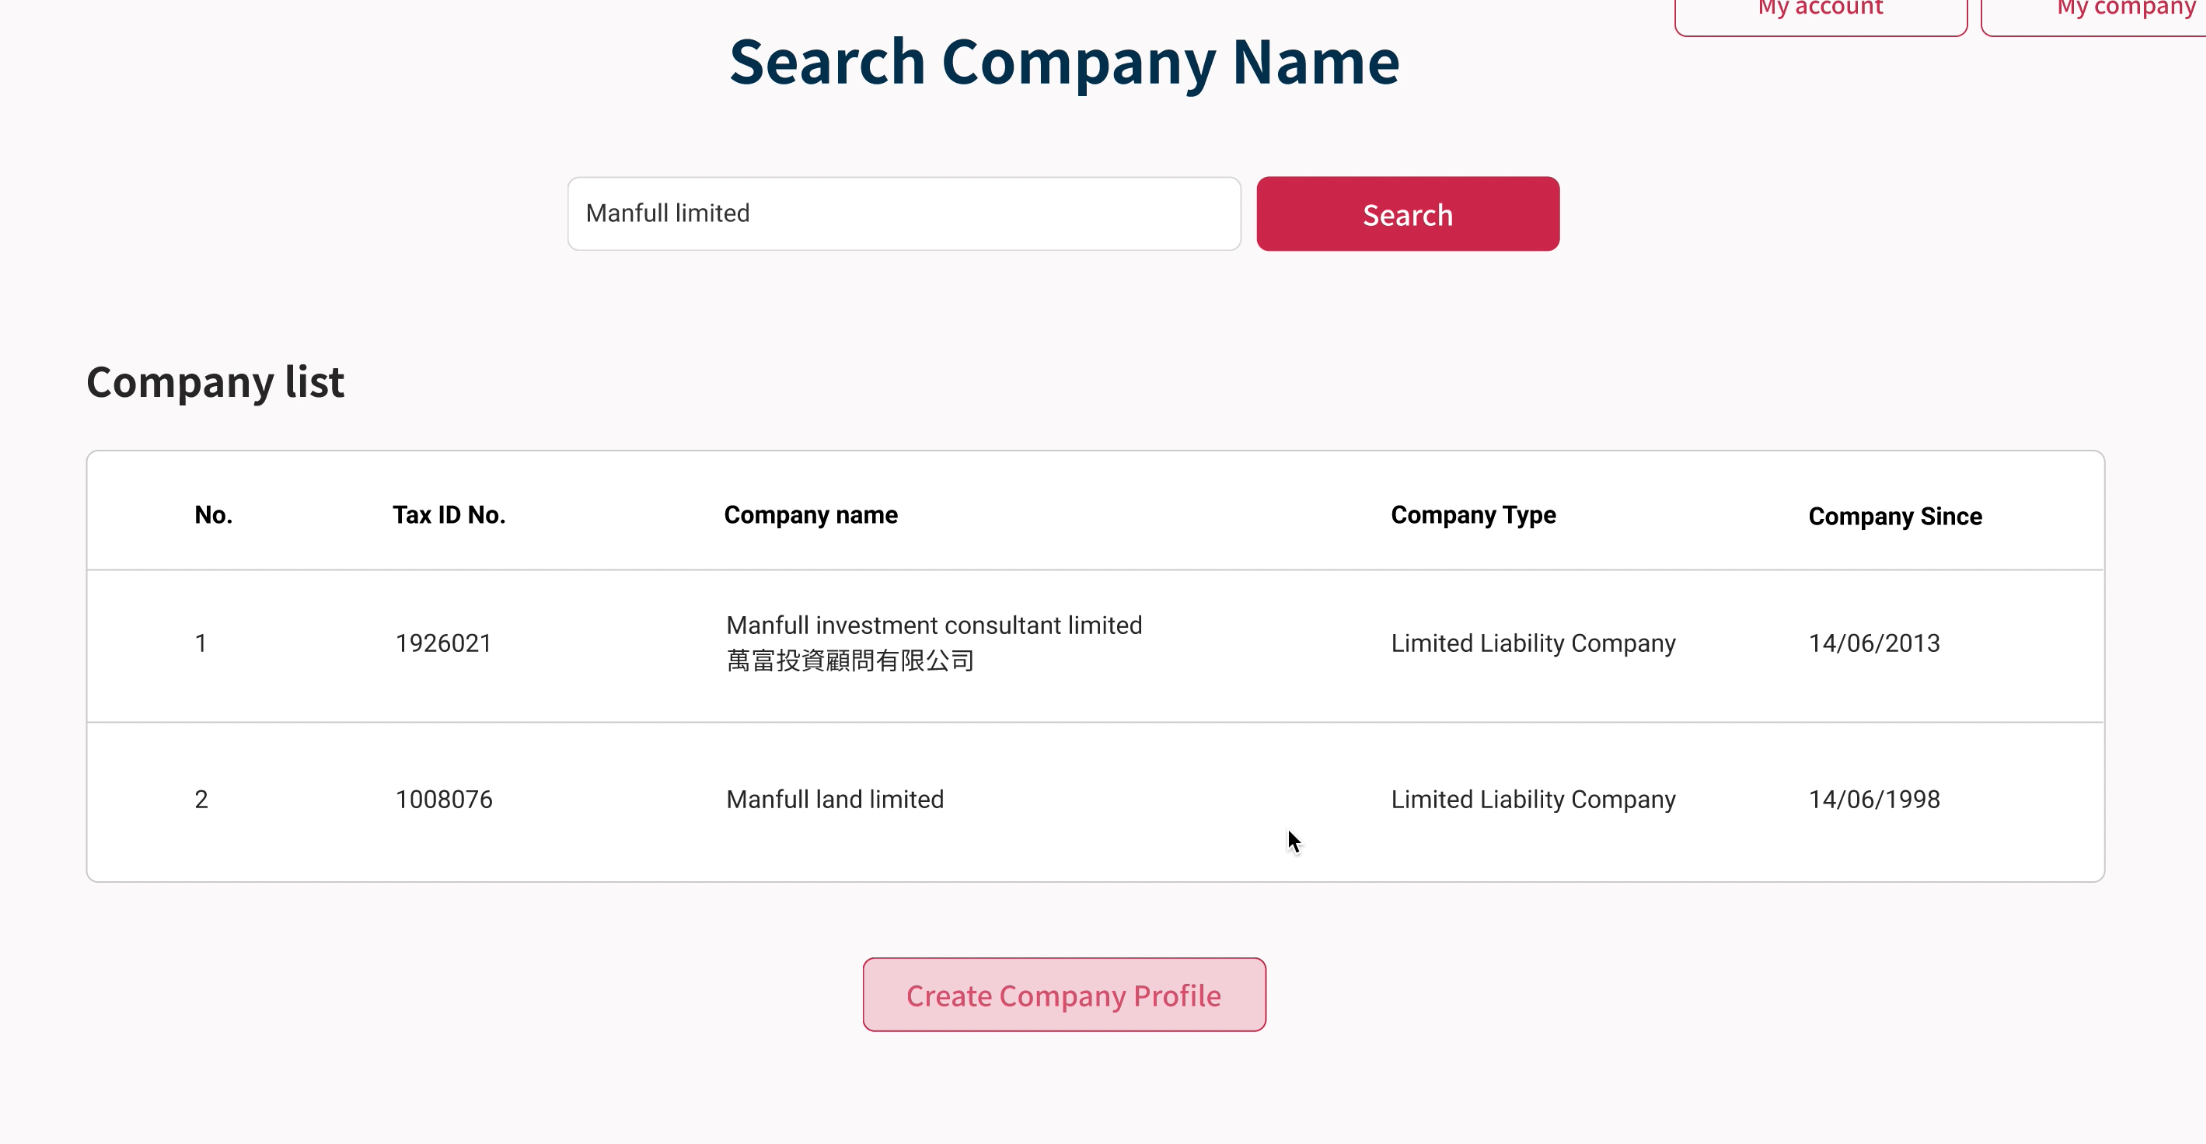 My account
My company
Search Company Name
Manfull limited
Search
Company list
No. Tax ID No. Company name Company Type Company Since
1 1926021 Manfull investment consultant limited Limited Liability Company 14/06/2013
萬富投資顧問有限公司
2 1008076 Manfull land limited Limited Liability Company 14/06/1998
Create Company Profile